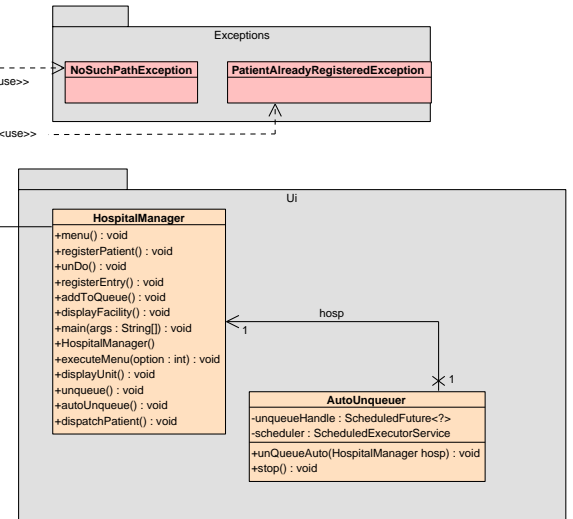 Exceptions
NoSuchPathException
PatientAlreadyRegisteredException
use>>
<use>>
Ui
HospitalManager
+menu() : void
+registerPatient() : void
+unDo() : void
+registerEntry() : void
+addToQueue() : void
+displayFacility() : void
+main(args : String[]) : void
+HospitalManager()
+executeMenu(option : int) : void
+displayUnit() : void
+unqueue() : void
+autoUnqueue() : void
+dispatchPatient() : void
hosp
1
1
AutoUnqueuer
-unqueueHandle : ScheduledFuture<?>
-scheduler : ScheduledExecutorService
+unQueueAuto(HospitalManager hosp) : void
+stop() : void